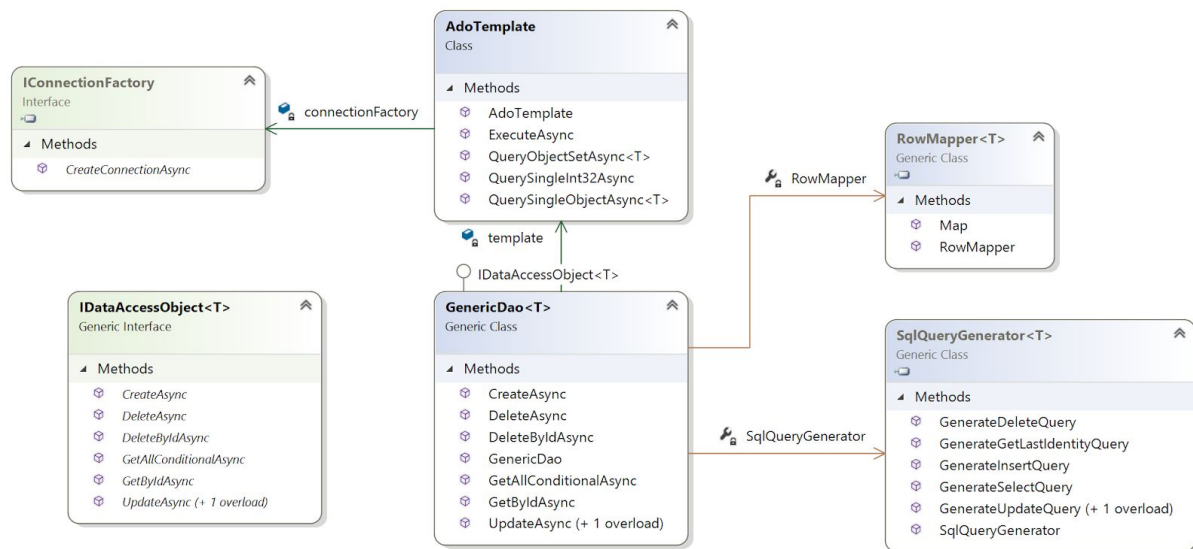 AdoTemplate
Class
Methods
AdoTemplate
ExecuteAsync
QueryObjectSetAsync<T>
QuerySingleInt32Async
QuerySingleObjectAsync<T>
IConnectionFactory
Interface
Methods
CreateConnectionAsync
connectionFactory
RowMapper<T>
Generic Class
Methods
Map
RowMapper
RowMapper
template
IDataAccessObject<T>
IDataAccessObject<T>
Generic Interface
Methods
CreateAsync
DeleteAsync
DeleteByIdAsync
GetAllConditionalAsync
GetByIdAsync
UpdateAsync (+ 1 overload)
GenericDao<T>
Generic Class
Methods
CreateAsync
DeleteAsync
DeleteByIdAsync
GenericDao
GetAllConditionalAsync
GetByIdAsync
UpdateAsync (+ 1 overload)
SqlQueryGenerator
SqlQueryGenerator<T>
Generic Class
Methods
GenerateDeleteQuery
GenerateGetLastIdentityQuery
GenerateInsertQuery
GenerateSelectQuery
GenerateUpdateQuery (+ 1 overload)
SqlQueryGenerator